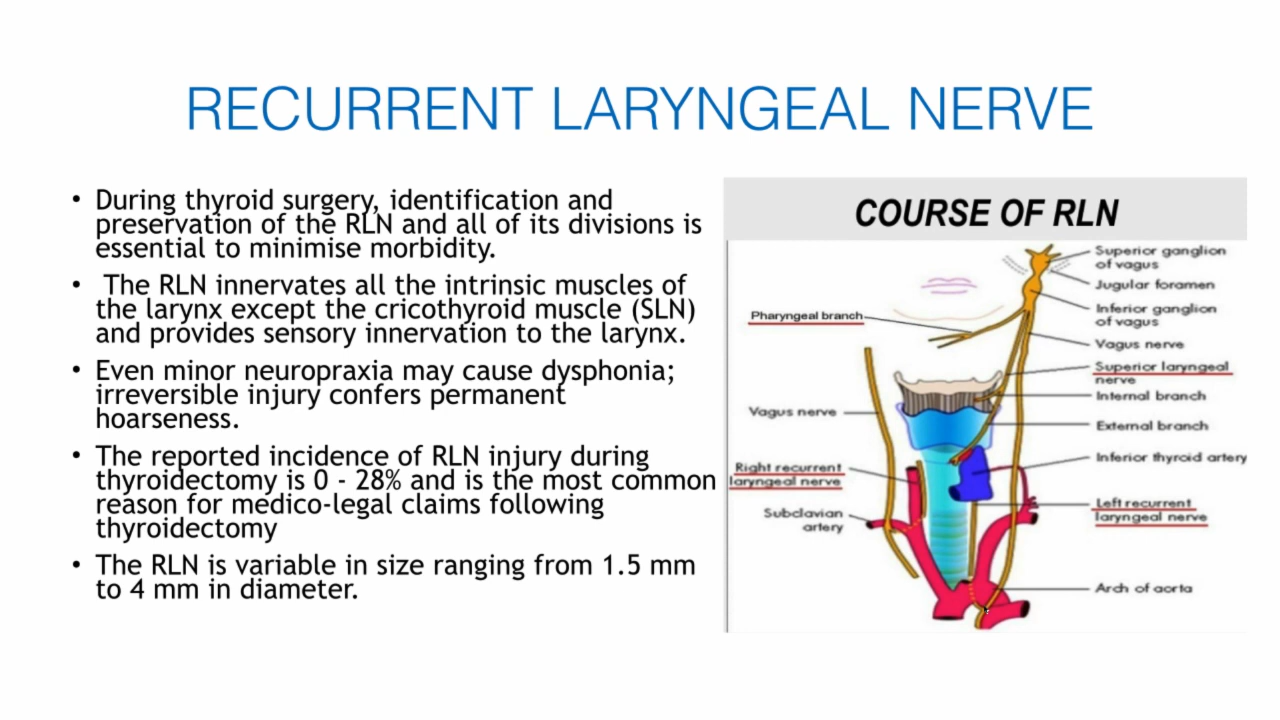 RECURRENT LARYNGEAL NERVE
• During thyroid surgery, identification and
preservation of the RLN and all of its divisions is
essential to minimise morbidity.
• The RLN innervates all the intrinsic muscles of
the larynx except the cricothyroid muscle (SLN)
and provides sensory innervation to the larynx.
• Even minor neuropraxia may cause dysphonia;
irreversible injury confers permanent
hoarseness.
• The reported incidence of RLN injury during
thyroidectomy is 0 - 28% and is the most common
reason for medico-legal claims following
thyroidectomy
• The RLN is variable in size ranging from 1.5 mm
to 4 mm in diameter.
COURSE OF RLN
Superior ganglion
of vagus
Jugular foramen
Inferior ganglion
of vagus
Pharyngeal branch
Vagus nerve
Superior laryngeal
nerve
Internal branch
Vagus nerve
External branch
Inferior thyroid artery
Right recurrent
laryngeal nerve
Left recurrent
laryngeal nerve
Subclavian
artery
Arch of aorta